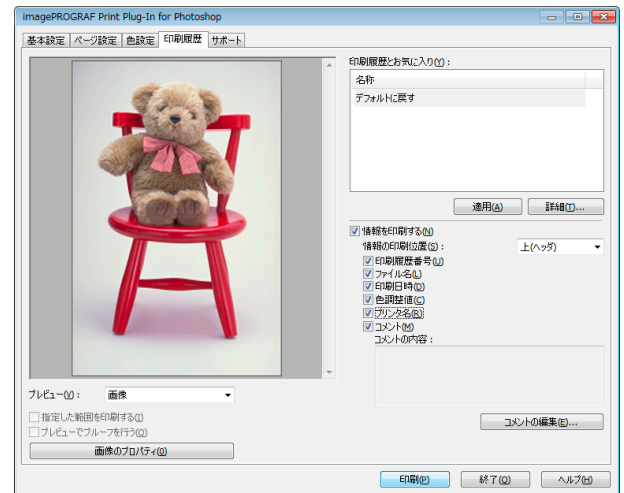 imagePROGRAF Print Plug-In for Photoshop
基本設定 ページ設定 色設定 印刷履歴 サポート
印刷履歴とお気に入り(Y)：
名称
デフォルトに戻す
適用(A) 詳細(T)...
情報を印刷する(N)
情報の印刷位置(S)： 上(ヘッダ)
印刷履歴番号(U)
ファイル名(L)
印刷日時(D)
色調整値(C)
プリンタ名(R)
コメント(M)
コメントの内容：
プレビュー(V)： 画像
指定した範囲を印刷する(I)
プレビューでプルーフを行う(O)
コメントの編集(E)...
画像のプロパティ(0)
印刷(P) 終了(Q) ヘルプ(H)